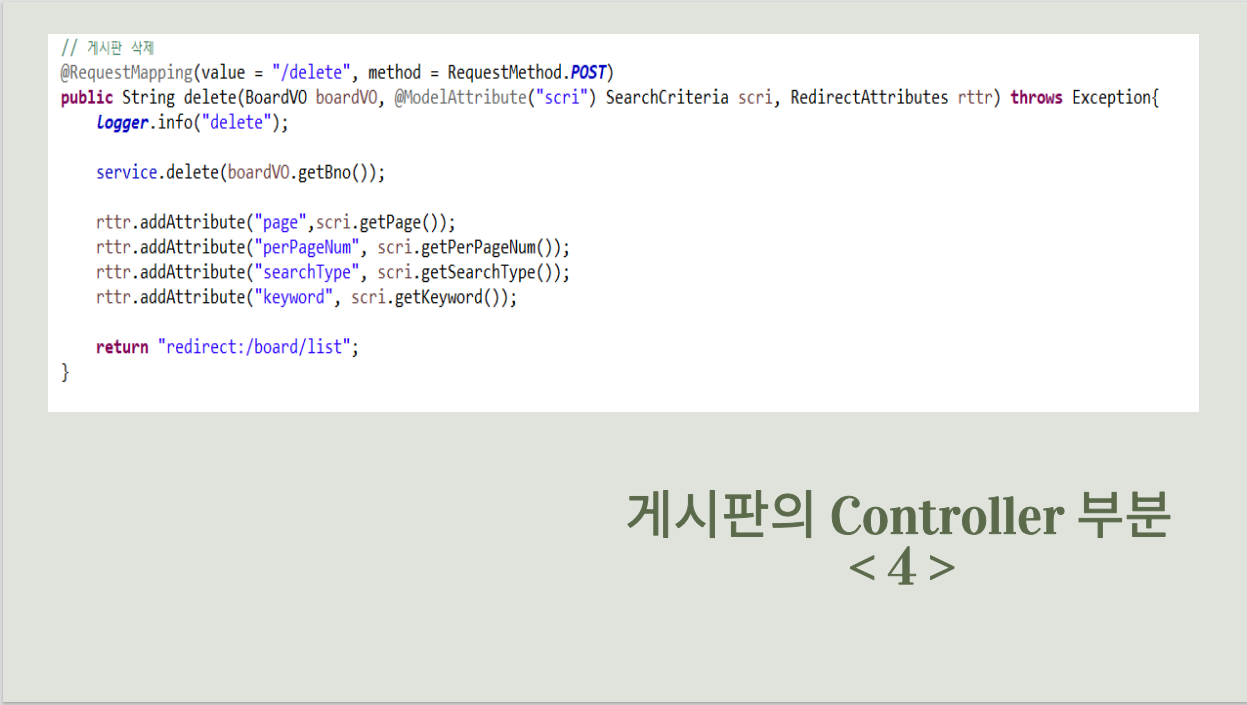 // 게시판 삭제
@RequestMapping(value = "/delete", method = RequestMethod.POST)
public String delete(BoardVO boardVO, @ModelAttribute("scri") SearchCriteria scri, RedirectAttributes rttr) throws Exception{
    logger.info("delete");
    service.delete(boardVO.getBno());
    rttr.addAttribute("page",scri.getPage());
    rttr.addAttribute("perPageNum", scri.getPerPageNum());
    rttr.addAttribute("searchType", scri.getSearchType());
    rttr.addAttribute("keyword", scri.getKeyword());
    return "redirect:/board/list";
}
게시판의 Controller 부분
< 4 >